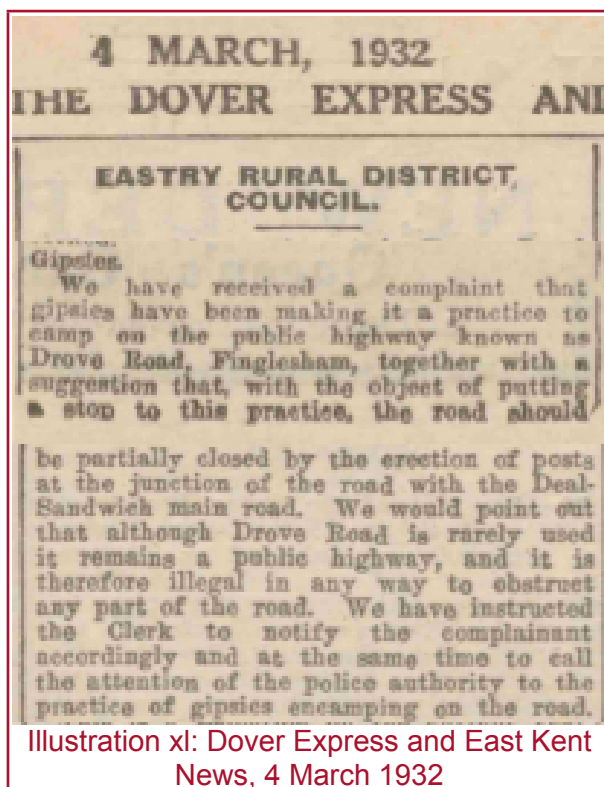 4 MARCH, 1932
THE DOVER EXPRESS AND
EASTRY RURAL DISTRICT
COUNCIL.
Gipsies.
We have received a complaint that
gipsies have been making it a practice to
camp on the public highway known as
Drove Road, Finglesham, together with a
suggestion that, with the object of putting
a stop to this practice, the road should
be partially closed by the erection of posts
at the junction of the road with the Deal-
Sandwich main road. We would point out
that although Drove Road is rarely used
it remains a public highway, and it is
therefore illegal in any way to obstruct
any part of the road. We have instructed
the Clerk to notify the complainant
accordingly and at the same time to call
the attention of the police authority to the
practice of gipsies encamping on the road.
Illustration xl: Dover Express and East Kent
News, 4 March 1932